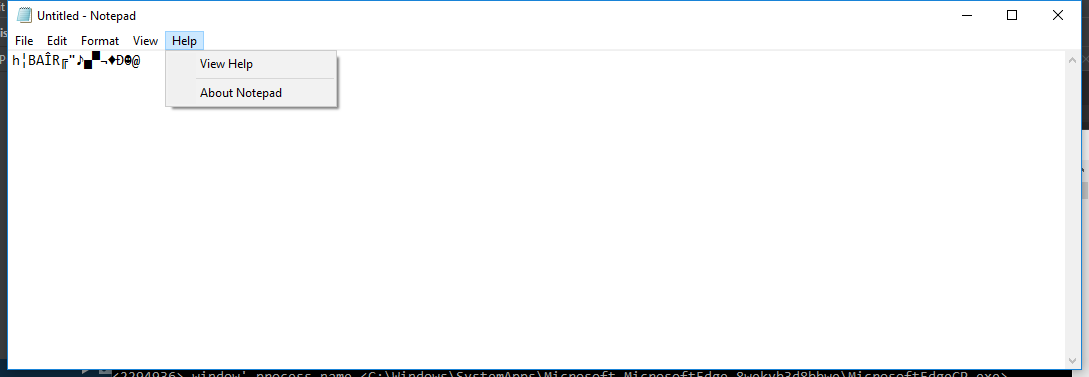 Untitled - Notepad
File Edit Format View Help
h¦BAÎR╔"♪▄▀¬♦Ð☻@
View Help
About Notepad
<2294936> window' process name <C:\Windows\SystemApps\Microsoft.MicrosoftEdge_8wekyb3d8bbwe\MicrosoftEdgeCP.exe>